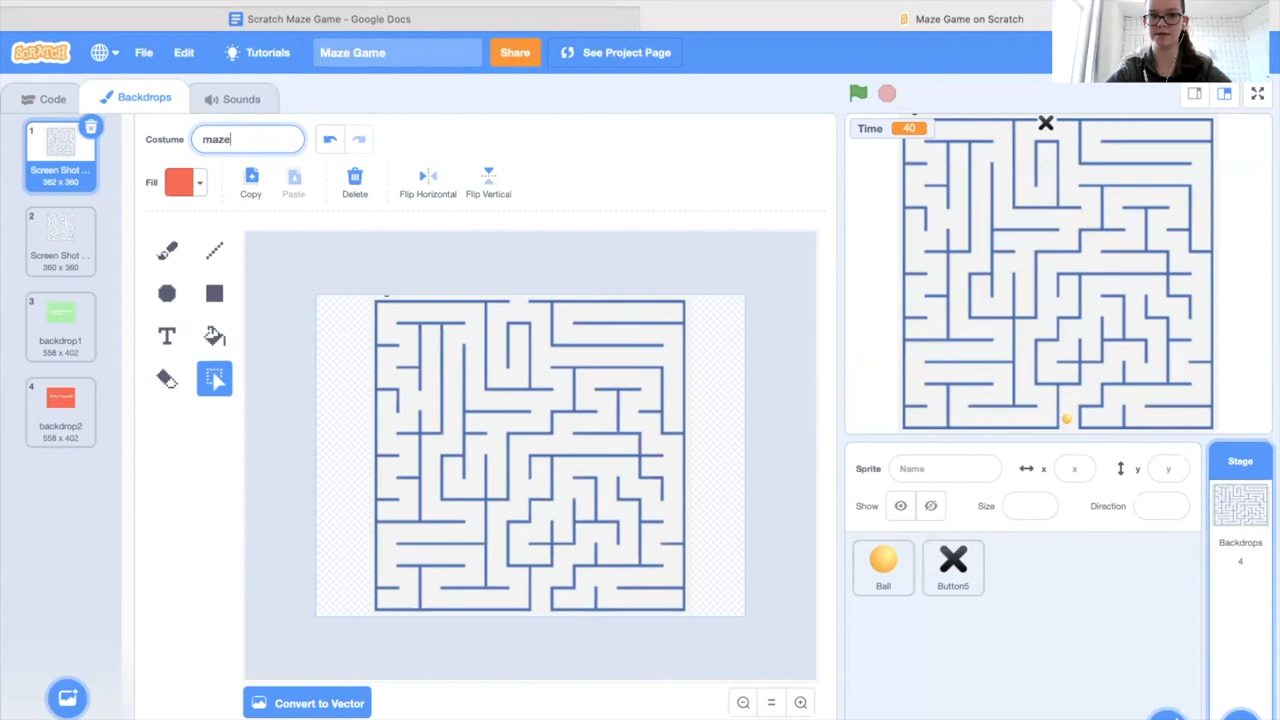 Scratch Maze Game - Google Docs
Maze Game on Scratch
SCRATCH
File
Edit
Tutorials
Maze Game
Share
See Project Page
Code
Backdrops
Sounds
Costume
maze
Fill
Copy
Paste
Delete
Flip Horizontal
Flip Vertical
1
Screen Shot ...
362 x 360
2
Screen Shot ...
360 x 360
3
backdrop1
558 x 402
4
backdrop2
558 x 402
T
Convert to Vector
Time 40
Sprite
Name
x
x
y
y
Show
Size
Direction
Ball
Button5
Stage
Backdrops
4